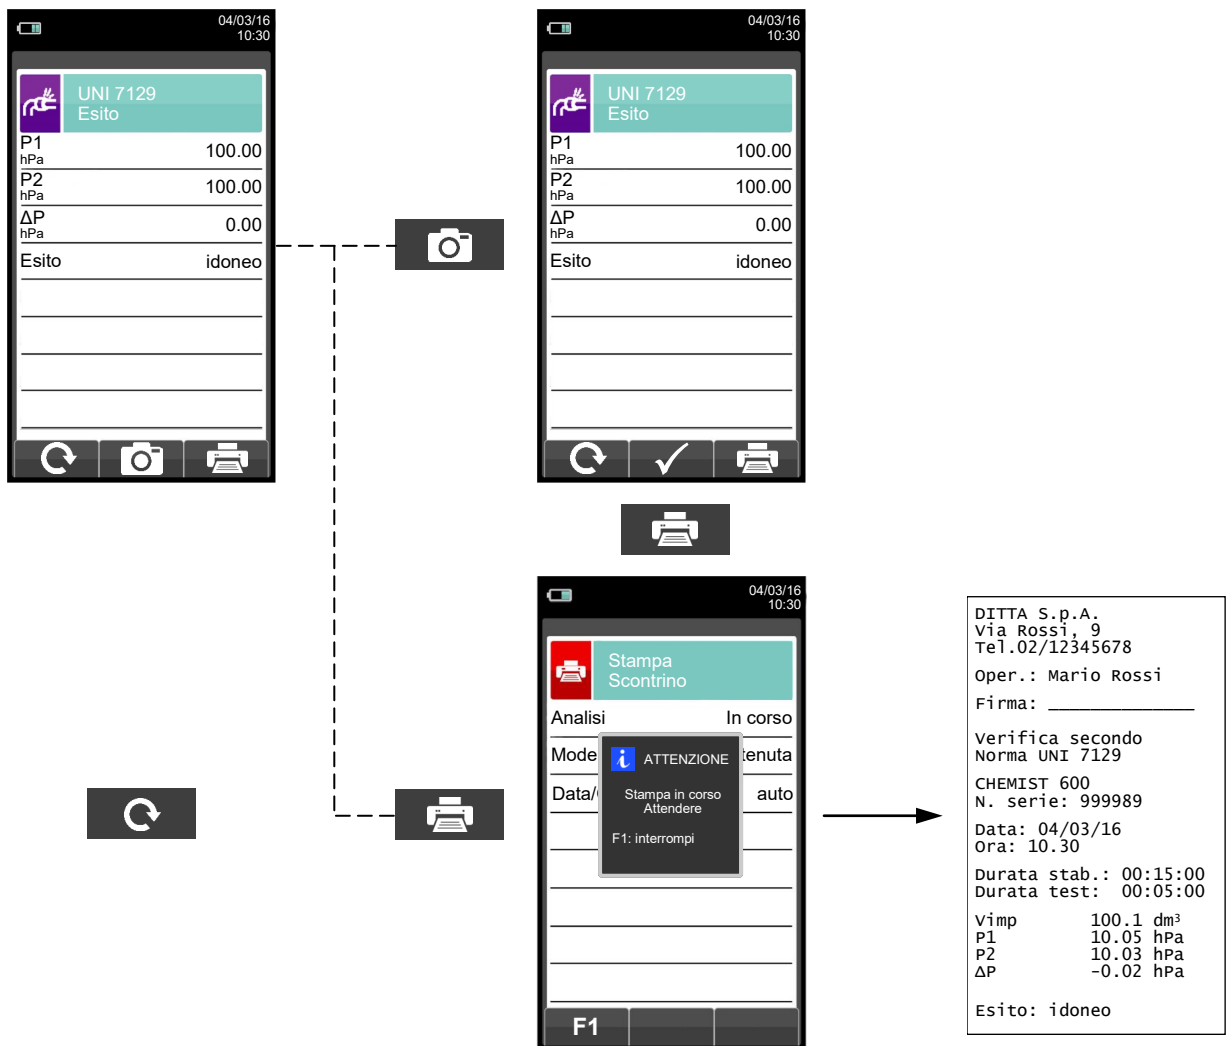 04/03/16
10:30
UNI 7129
Esito
P1
hPa
100.00
P2
hPa
100.00
ΔP
hPa
0.00
Esito idoneo
04/03/16
10:30
UNI 7129
Esito
P1
hPa
100.00
P2
hPa
100.00
ΔP
hPa
0.00
Esito idoneo
04/03/16
10:30
Stampa
Scontrino
Analisi In corso
Mode tenuta
Data/ auto
i ATTENZIONE
Stampa in corso
Attendere
F1: interrompi
F1
DITTA S.p.A.
Via Rossi, 9
Tel.02/12345678
Oper.: Mario Rossi
Firma: ______________
Verifica secondo
Norma UNI 7129
CHEMIST 600
N. serie: 999989
Data: 04/03/16
Ora: 10.30
Durata stab.: 00:15:00
Durata test: 00:05:00
Vimp 100.1 dm³
P1 10.05 hPa
P2 10.03 hPa
ΔP -0.02 hPa
Esito: idoneo